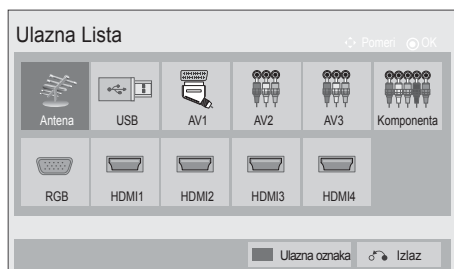 Ulazna Lista
Pomeri OK
Antena USB AV1 AV2 AV3 Komponenta
RGB HDMI1 HDMI2 HDMI3 HDMI4
Ulazna oznaka Izlaz